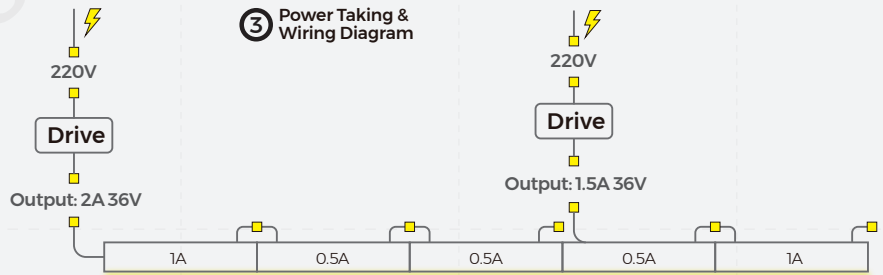 3 Power Taking &
Wiring Diagram
220V
220V
Drive
Drive
Output: 2A 36V
Output: 1.5A 36V
1A
0.5A
0.5A
0.5A
1A